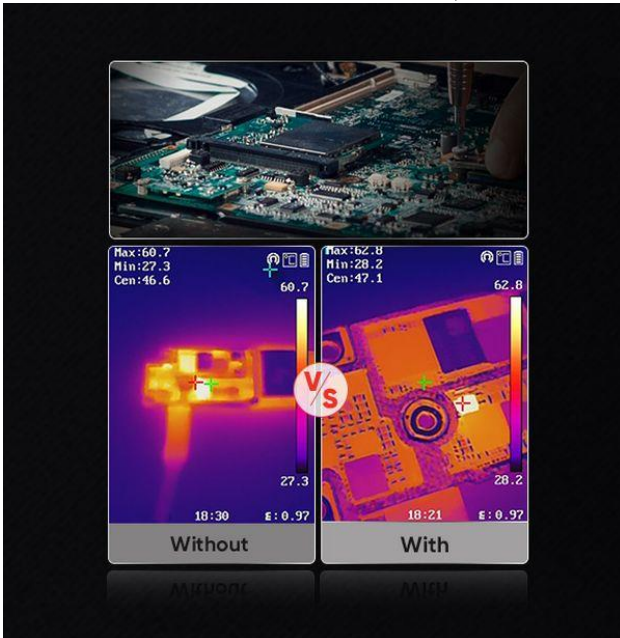 Max:60.7
Min:27.3
Cen:46.6
℃
60.7
27.3
18:30 ε:0.97
Without
V/S
Max:62.8
Min:28.2
Cen:47.1
℃
62.8
28.2
18:21 ε:0.97
With